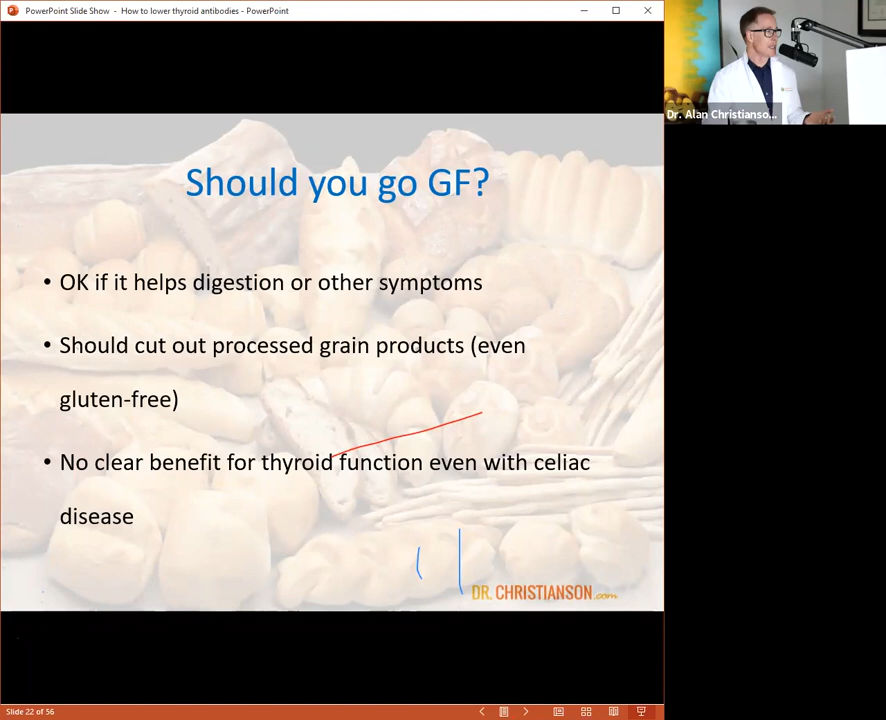 PowerPoint Slide Show - How to lower thyroid antibodies - PowerPoint
Dr. Alan Christianso...
Should you go GF?
• OK if it helps digestion or other symptoms
• Should cut out processed grain products (even
gluten-free)
• No clear benefit for thyroid function even with celiac
disease
DR. CHRISTIANSON.com
Slide 22 of 56